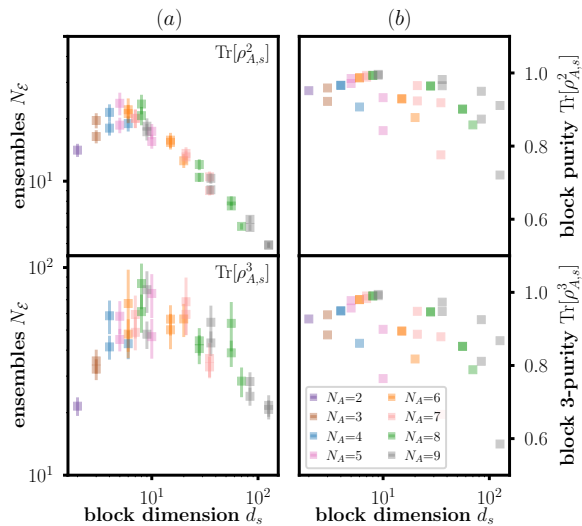 (a)
(b)
Tr[ρ²_{A,s}]
ensembles N_ℰ
10¹
1.0
0.8
0.6
block purity Tr[ρ²_{A,s}]
Tr[ρ³_{A,s}]
ensembles N_ℰ
10²
10¹
10¹
10²
block dimension d_s
N_A=2
N_A=3
N_A=4
N_A=5
N_A=6
N_A=7
N_A=8
N_A=9
10¹
10²
block dimension d_s
1.0
0.8
0.6
block 3-purity Tr[ρ³_{A,s}]